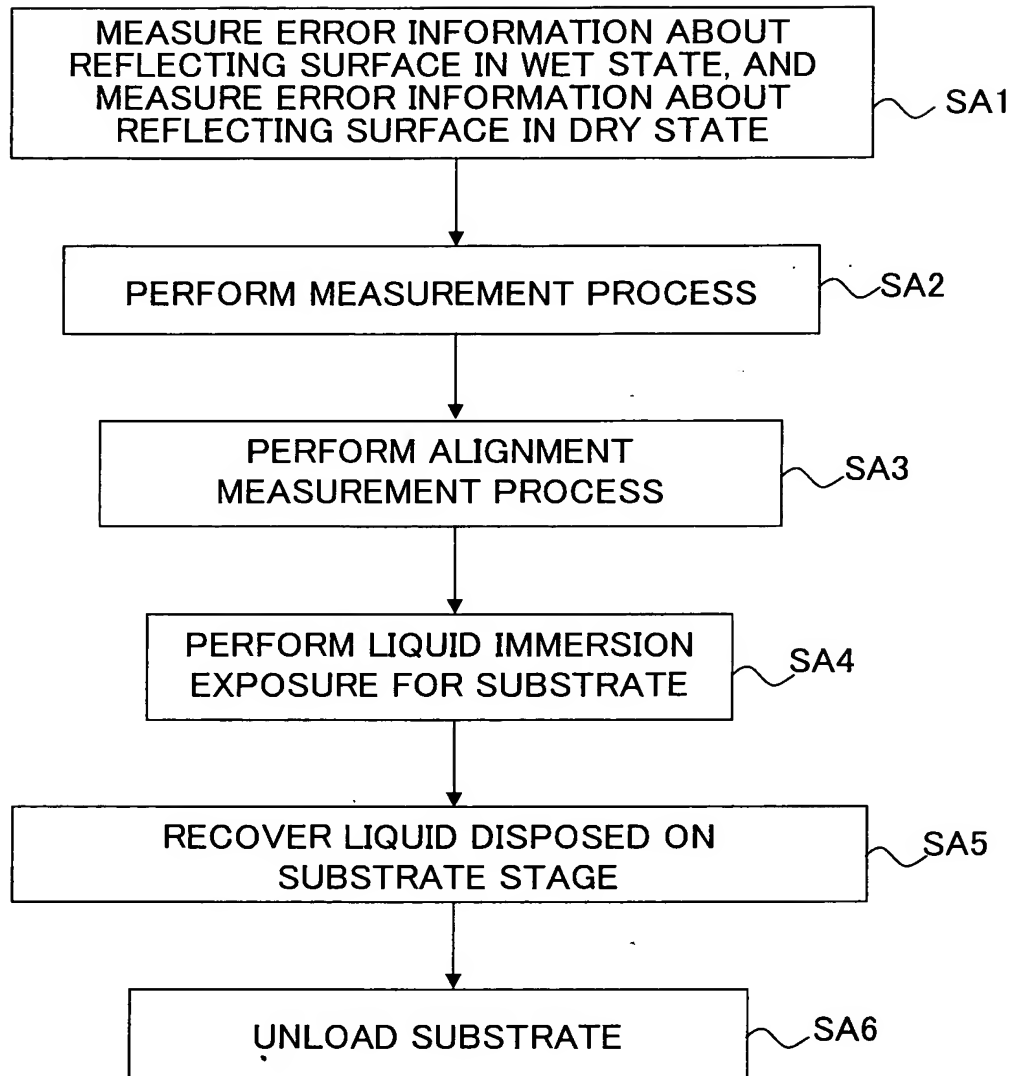 MEASURE ERROR INFORMATION ABOUT
REFLECTING SURFACE IN WET STATE, AND
MEASURE ERROR INFORMATION ABOUT
REFLECTING SURFACE IN DRY STATE
SA1
PERFORM MEASUREMENT PROCESS
SA2
PERFORM ALIGNMENT
MEASUREMENT PROCESS
SA3
PERFORM LIQUID IMMERSION
EXPOSURE FOR SUBSTRATE
SA4
RECOVER LIQUID DISPOSED ON
SUBSTRATE STAGE
SA5
UNLOAD SUBSTRATE
SA6